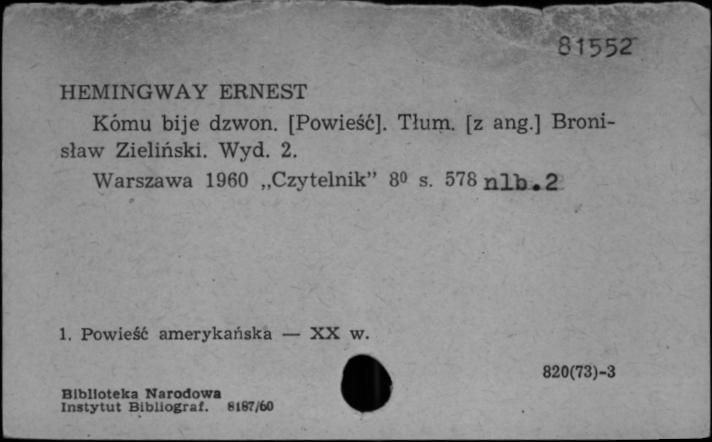 81552
HEMINGWAY ERNEST
Kómu bije dzwon. [Powieść]. Tłum. [z ang.] Broni-
sław Zieliński. Wyd. 2.
Warszawa 1960 „Czytelnik” 8⁰ s. 578 nlb.2
1. Powieść amerykańska — XX w.
820(73)-3
Biblioteka Narodowa
Instytut Bibliograf. 8187/60